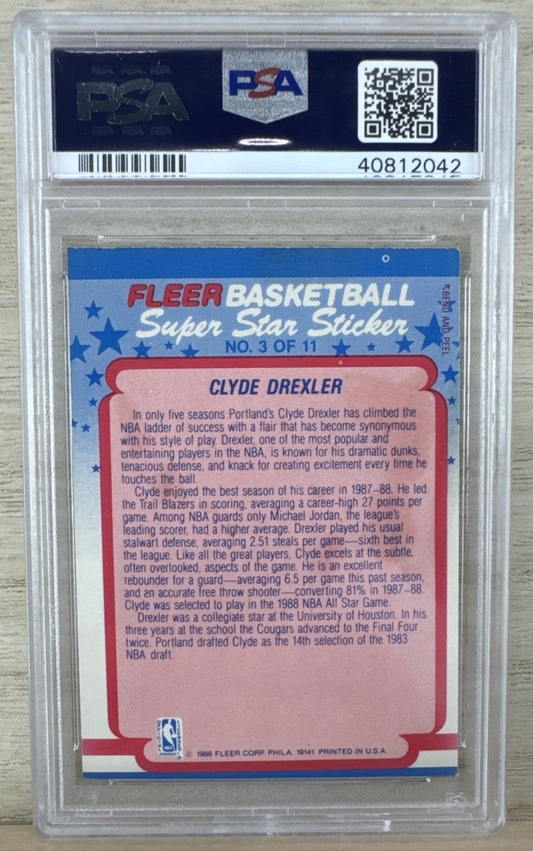 PSA
PSA
40812042
FLEER BASKETBALL
Super Star Sticker
NO. 3 OF 11
BEND AND PEEL
CLYDE DREXLER
In only five seasons Portland's Clyde Drexler has climbed the
NBA ladder of success with a flair that has become synonymous
with his style of play. Drexler, one of the most popular and
entertaining players in the NBA, is known for his dramatic dunks,
tenacious defense, and knack for creating excitement every time he
touches the ball.
Clyde enjoyed the best season of his career in 1987-88. He led
the Trail Blazers in scoring, averaging a career-high 27 points per
game. Among NBA guards only Michael Jordan, the league's
leading scorer, had a higher average. Drexler played his usual
stalwart defense, averaging 2.51 steals per game—sixth best in
the league. Like all the great players, Clyde excels at the subtle,
often overlooked, aspects of the game. He is an excellent
rebounder for a guard—averaging 6.5 per game this past season,
and an accurate free throw shooter—converting 81% in 1987-88.
Clyde was selected to play in the 1988 NBA All Star Game.
Drexler was a collegiate star at the University of Houston. In his
three years at the school the Cougars advanced to the Final Four
twice. Portland drafted Clyde as the 14th selection of the 1983
NBA draft.
© 1988 FLEER CORP. PHILA. 19141 PRINTED IN U.S.A.